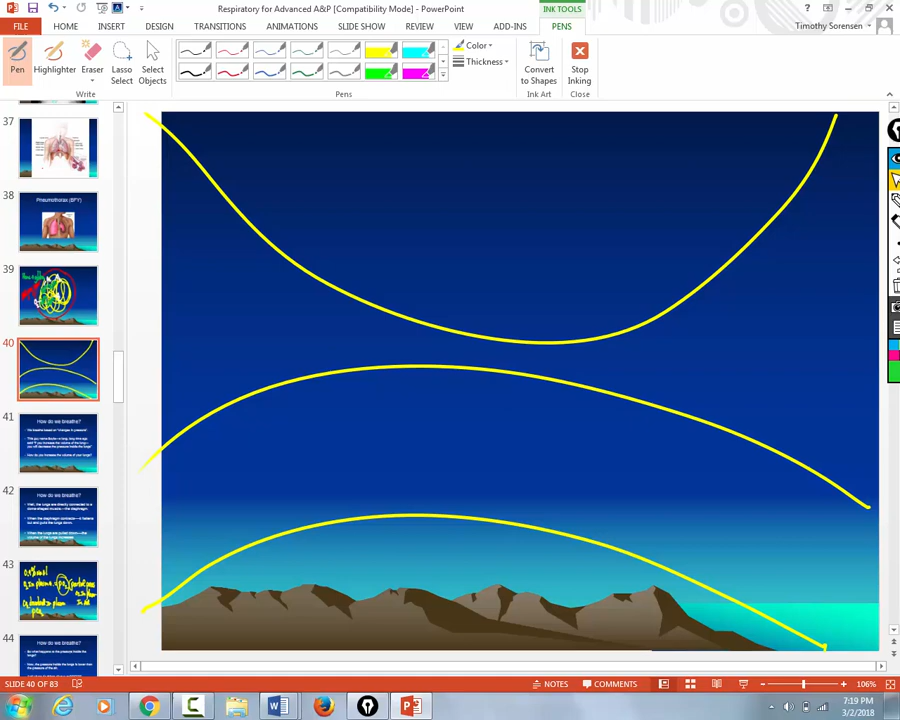 Respiratory for Advanced A&P [Compatibility Mode] - PowerPoint
INK TOOLS
FILE HOME INSERT DESIGN TRANSITIONS ANIMATIONS SLIDE SHOW REVIEW VIEW ADD-INS PENS
Timothy Sorensen
Pen Highlighter Eraser Lasso Select Select Objects
Color
Thickness
Convert to Shapes
Stop Inking
Write Pens Ink Art Close
37
38
Pneumothorax (BFY)
39
40
41
How do we breathe?
42
How do we breathe?
43
44
How do we breathe?
SLIDE 40 OF 83
NOTES COMMENTS 106%
7:19 PM
3/2/2018